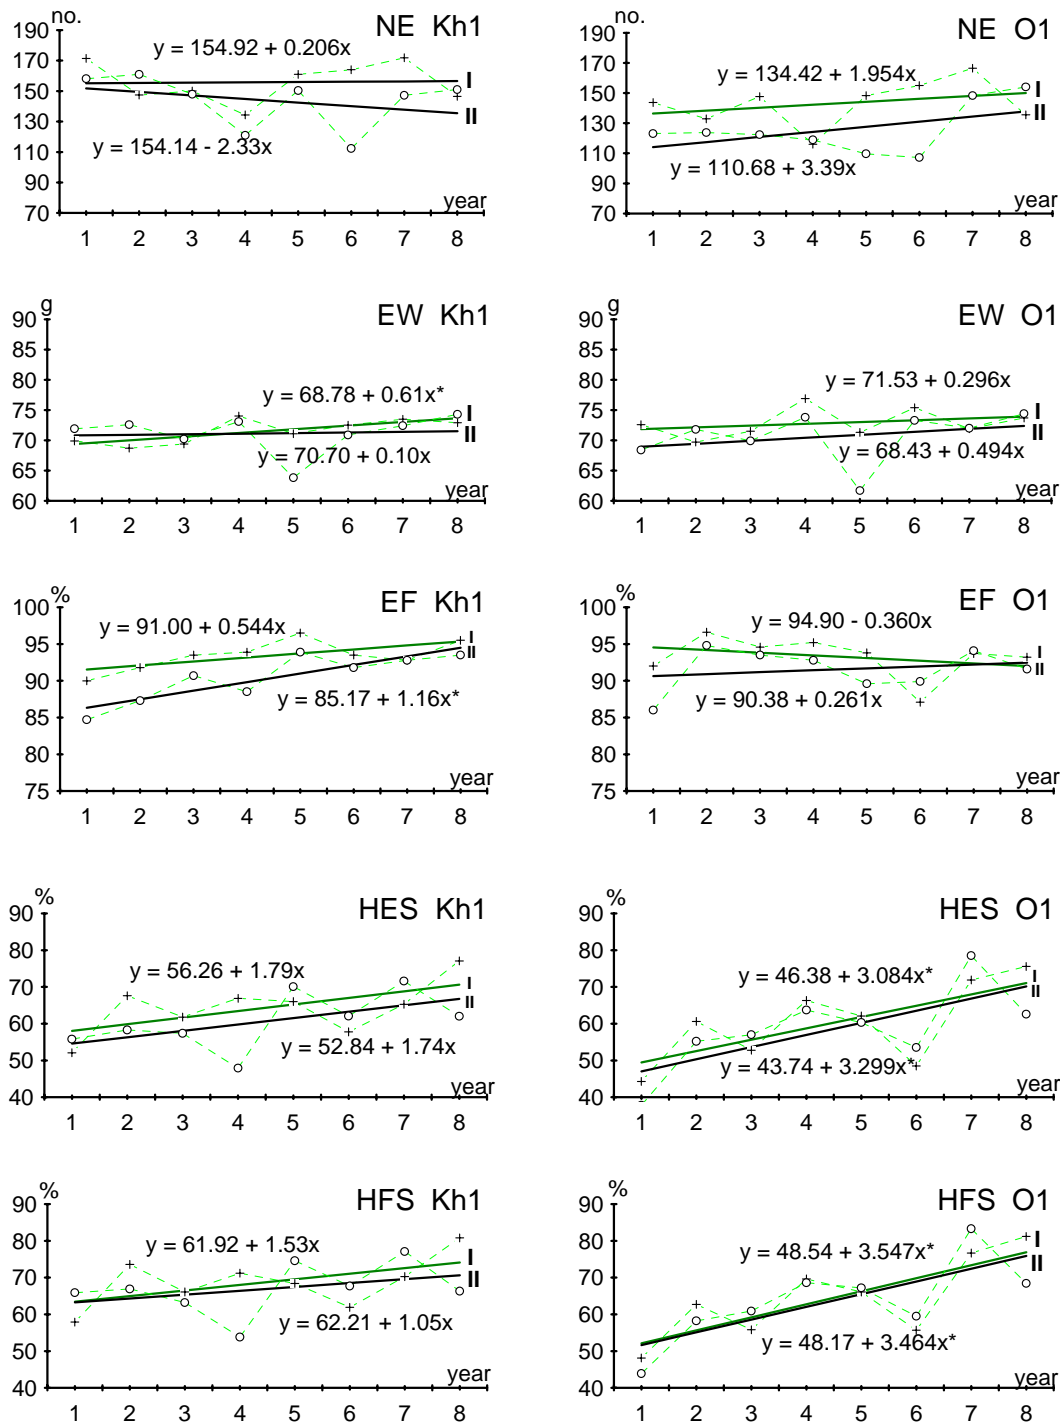 no.
NE Kh1
190
170
150
130
110
90
70
y = 154.92 + 0.206x
I
II
y = 154.14 - 2.33x
year
1 2 3 4 5 6 7 8
no.
NE O1
190
170
150
130
110
90
70
y = 134.42 + 1.954x
I
II
y = 110.68 + 3.39x
year
1 2 3 4 5 6 7 8
g
EW Kh1
90
85
80
75
70
65
60
y = 68.78 + 0.61x*
I
II
y = 70.70 + 0.10x
year
1 2 3 4 5 6 7 8
g
EW O1
90
85
80
75
70
65
60
y = 71.53 + 0.296x
I
II
y = 68.43 + 0.494x
year
1 2 3 4 5 6 7 8
%
EF Kh1
100
95
90
85
80
75
y = 91.00 + 0.544x
I
II
y = 85.17 + 1.16x*
year
1 2 3 4 5 6 7 8
%
EF O1
100
95
90
85
80
75
y = 94.90 - 0.360x
I
II
y = 90.38 + 0.261x
year
1 2 3 4 5 6 7 8
%
HES Kh1
90
80
70
60
50
40
y = 56.26 + 1.79x
I
II
y = 52.84 + 1.74x
year
1 2 3 4 5 6 7 8
%
HES O1
90
80
70
60
50
40
y = 46.38 + 3.084x*
I
II
y = 43.74 + 3.299x*
year
1 2 3 4 5 6 7 8
%
HFS Kh1
90
80
70
60
50
40
y = 61.92 + 1.53x
I
II
y = 62.21 + 1.05x
year
1 2 3 4 5 6 7 8
%
HFS O1
90
80
70
60
50
40
y = 48.54 + 3.547x*
I
II
y = 48.17 + 3.464x*
year
1 2 3 4 5 6 7 8